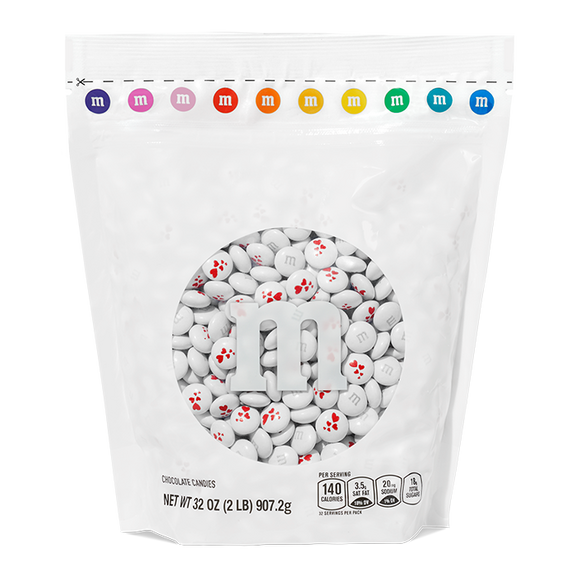 m m m m m m m m m m
m
CHOCOLATE CANDIES
NET WT 32 OZ (2 LB) 907.2g
PER SERVING
140 CALORIES
3.5g SAT FAT
20mg SODIUM
18g TOTAL SUGARS
32 SERVINGS PER PACK